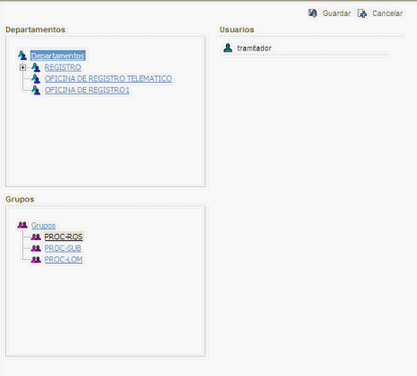 Guardar Cancelar
Departamentos
Usuarios
Departamentos
REGISTRO
OFICINA DE REGISTRO TELEMATICO
OFICINA DE REGISTRO1
tramitador
Grupos
Grupos
PROC-ROS
PROC-SUB
PROC-LOM